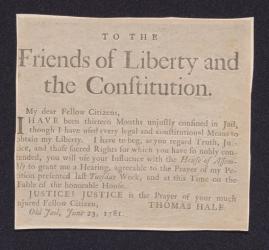 TO THE
Friends of Liberty and
the Conſtitution.
My dear Fellow Citizens,
I HAVE been thirteen Months unjuſtly confined in Jail,
though I have uſed every legal and conſtitutional Means to
obtain my Liberty. I have to beg, as you regard Truth, Juſ-
tice, and thoſe ſacred Rights for which you have ſo nobly con-
tended, you will uſe your Influence with the Houſe of Aſſem-
bly to grant me a Hearing, agreeable to the Prayer of my Pe-
tition preſented laſt Tueſday Week, and at this Time on the
Table of the honorable Houſe.
JUSTICE! JUSTICE is the Prayer of your much
injured Fellow Citizen, THOMAS HALE.
Old Jail, June 23, 1781.